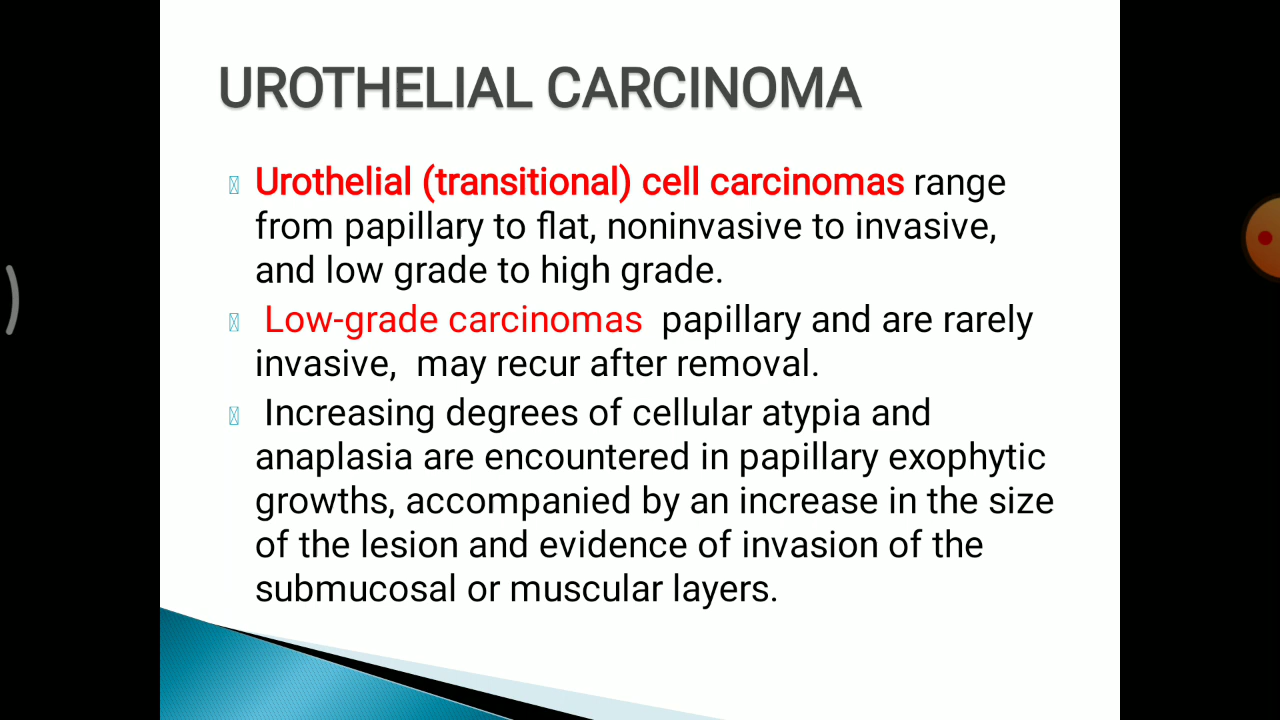 UROTHELIAL CARCINOMA
Urothelial (transitional) cell carcinomas range
from papillary to flat, noninvasive to invasive,
and low grade to high grade.
Low-grade carcinomas papillary and are rarely
invasive, may recur after removal.
Increasing degrees of cellular atypia and
anaplasia are encountered in papillary exophytic
growths, accompanied by an increase in the size
of the lesion and evidence of invasion of the
submucosal or muscular layers.